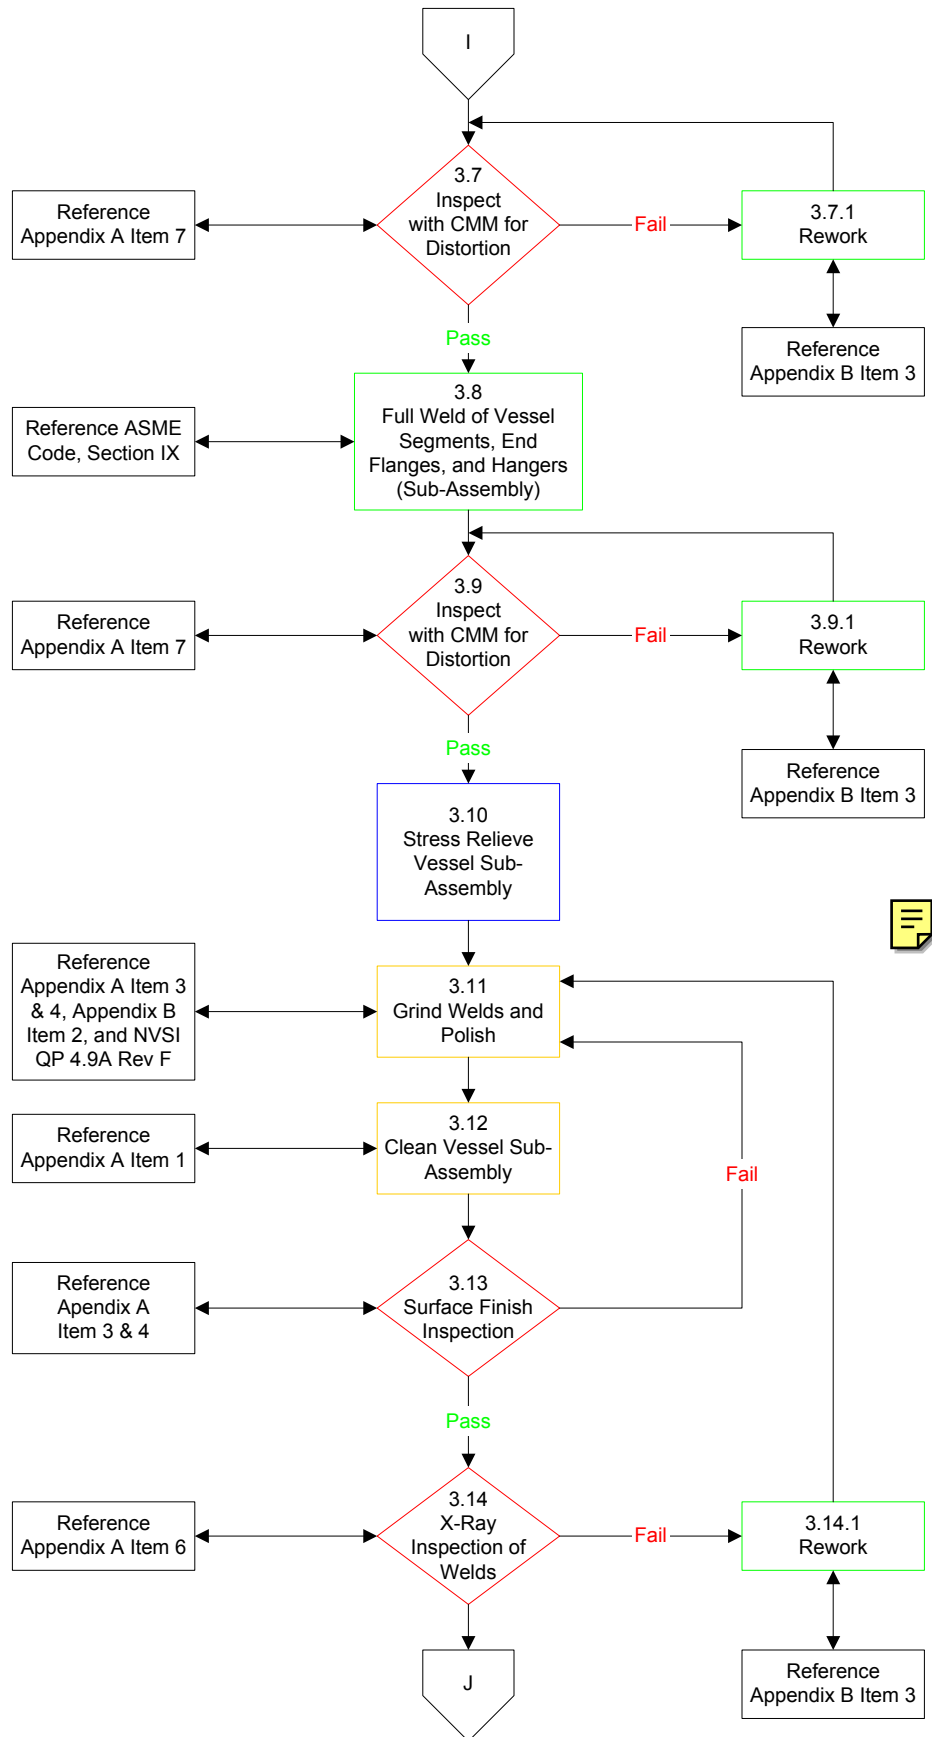 I
3.7
Inspect
with CMM for
Distortion
Reference
Appendix A Item 7
Fail
3.7.1
Rework
Reference
Appendix B Item 3
Pass
3.8
Full Weld of Vessel
Segments, End
Flanges, and Hangers
(Sub-Assembly)
Reference ASME
Code, Section IX
3.9
Inspect
with CMM for
Distortion
Reference
Appendix A Item 7
Fail
3.9.1
Rework
Reference
Appendix B Item 3
Pass
3.10
Stress Relieve
Vessel Sub-
Assembly
Reference
Appendix A Item 3
& 4, Appendix B
Item 2, and NVSI
QP 4.9A Rev F
3.11
Grind Welds and
Polish
Reference
Appendix A Item 1
3.12
Clean Vessel Sub-
Assembly
Fail
Reference
Apendix A
Item 3 & 4
3.13
Surface Finish
Inspection
Pass
Reference
Appendix A Item 6
3.14
X-Ray
Inspection of
Welds
Fail
3.14.1
Rework
Reference
Appendix B Item 3
J